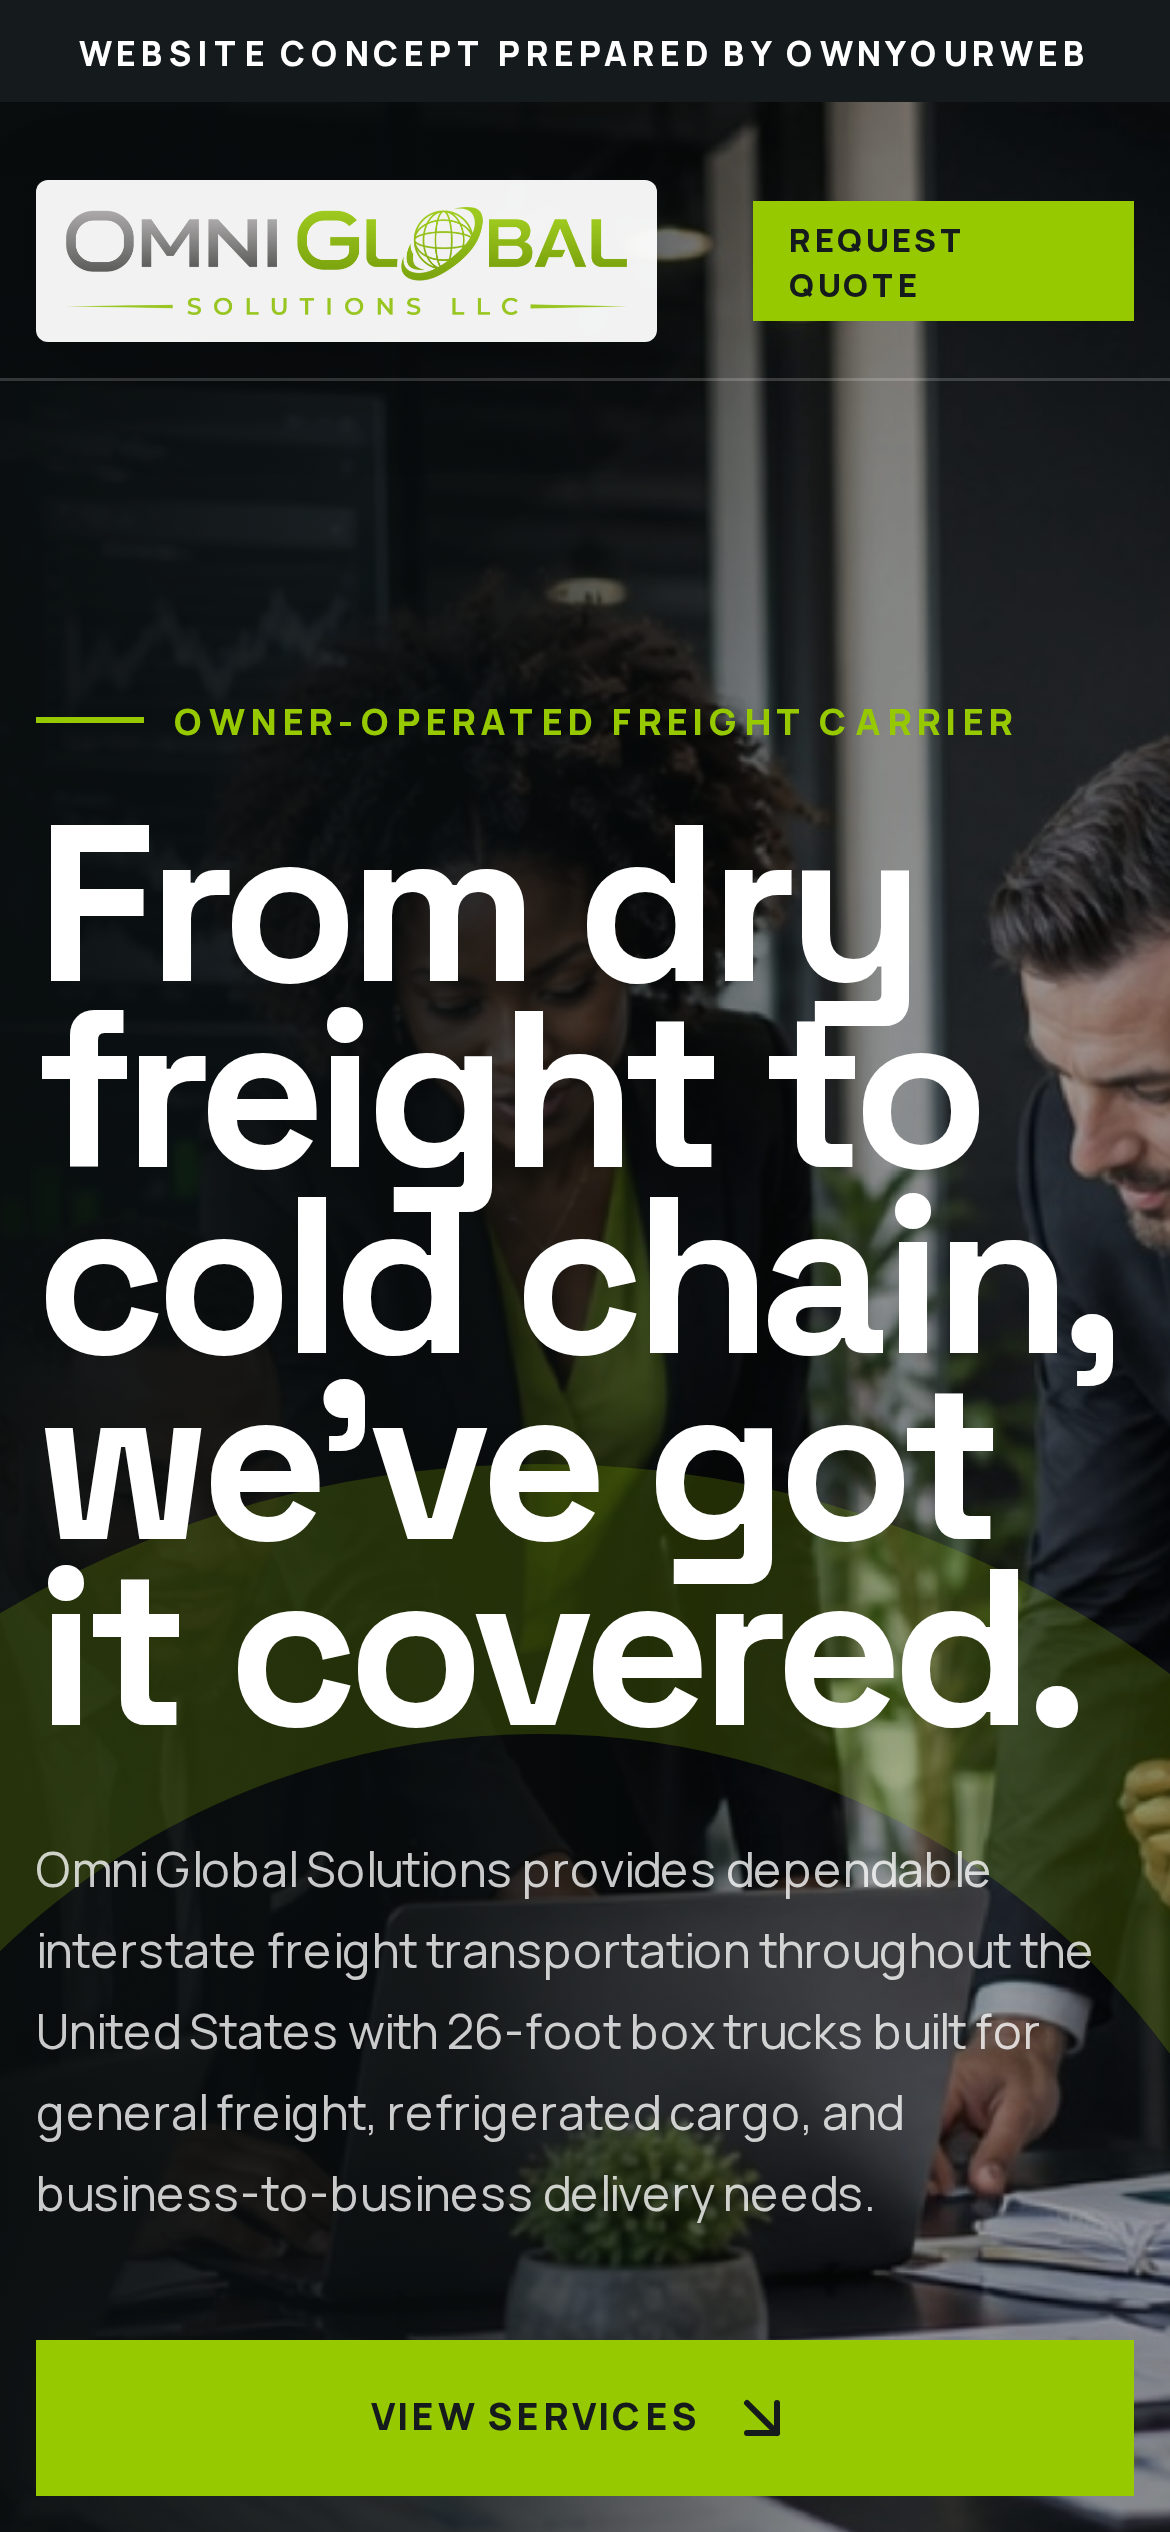 WEBSITE CONCEPT PREPARED BY OWNYOURWEB
OMNI GLOBAL
SOLUTIONS LLC
REQUEST
QUOTE
OWNER-OPERATED FREIGHT CARRIER
From dry
freight to
cold chain,
we’ve got
it covered.
Omni Global Solutions provides dependable
interstate freight transportation throughout the
United States with 26-foot box trucks built for
general freight, refrigerated cargo, and
business-to-business delivery needs.
VIEW SERVICES